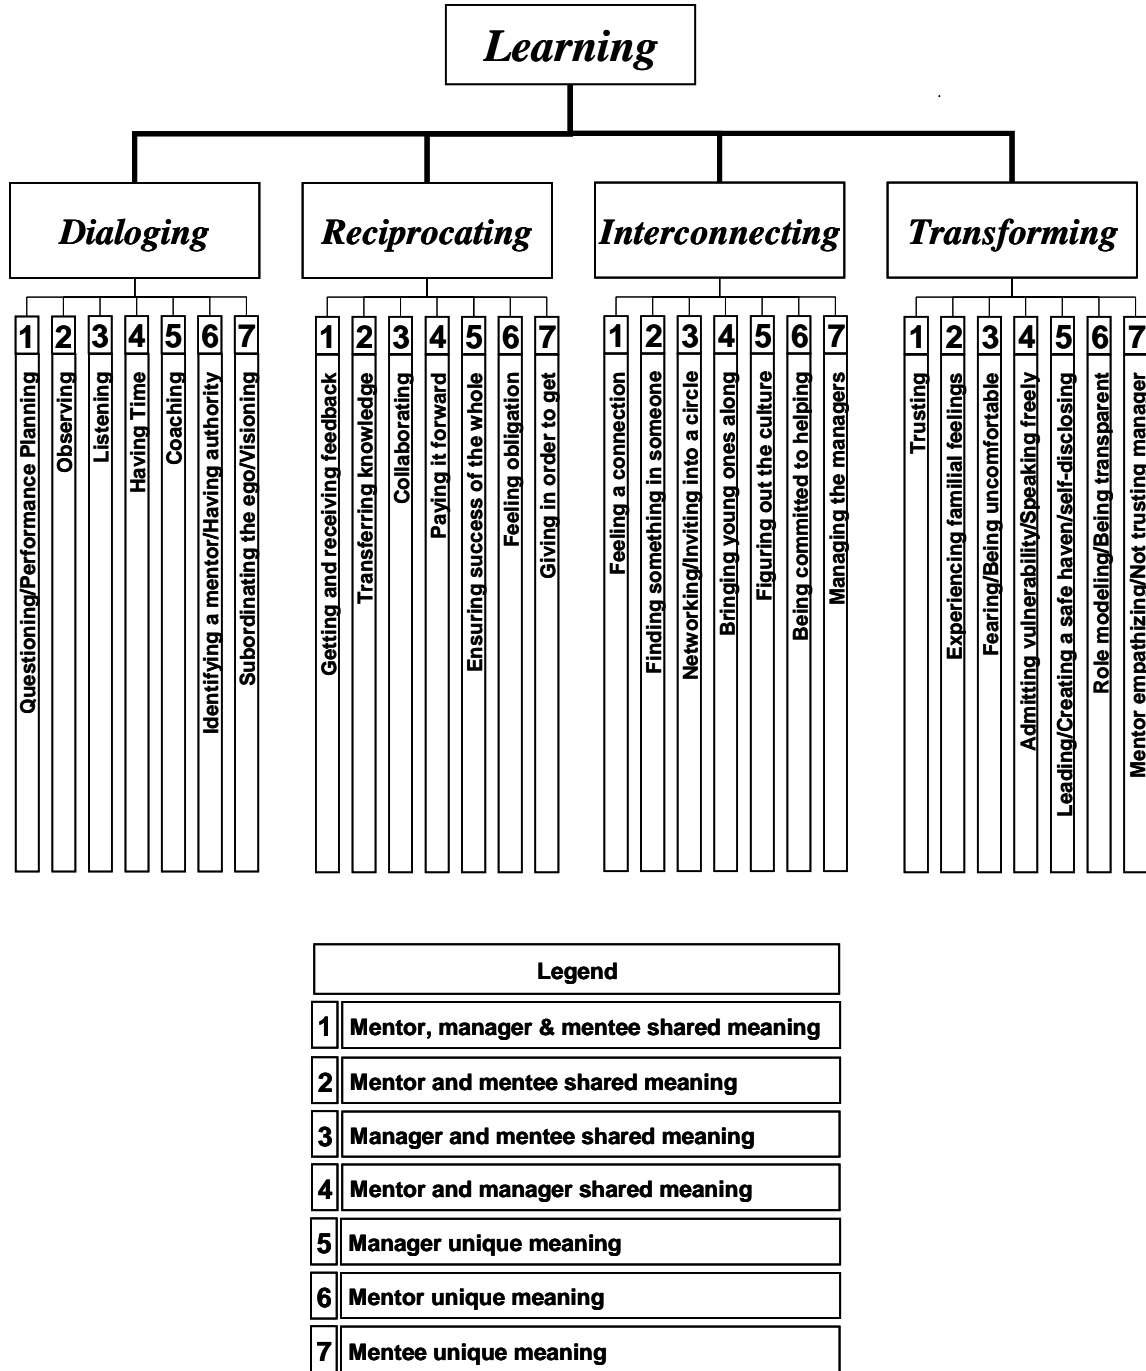 Learning
Dialoging
Reciprocating
Interconnecting
Transforming
1 Questioning/Performance Planning
2 Observing
3 Listening
4 Having Time
5 Coaching
6 Identifying a mentor/Having authority
7 Subordinating the ego/Visioning
1 Getting and receiving feedback
2 Transferring knowledge
3 Collaborating
4 Paying it forward
5 Ensuring success of the whole
6 Feeling obligation
7 Giving in order to get
1 Feeling a connection
2 Finding something in someone
3 Networking/Inviting into a circle
4 Bringing young ones along
5 Figuring out the culture
6 Being committed to helping
7 Managing the managers
1 Trusting
2 Experiencing familial feelings
3 Fearing/Being uncomfortable
4 Admitting vulnerability/Speaking freely
5 Leading/Creating a safe haven/self-disclosing
6 Role modeling/Being transparent
7 Mentor empathizing/Not trusting manager
Legend
1 Mentor, manager & mentee shared meaning
2 Mentor and mentee shared meaning
3 Manager and mentee shared meaning
4 Mentor and manager shared meaning
5 Manager unique meaning
6 Mentor unique meaning
7 Mentee unique meaning